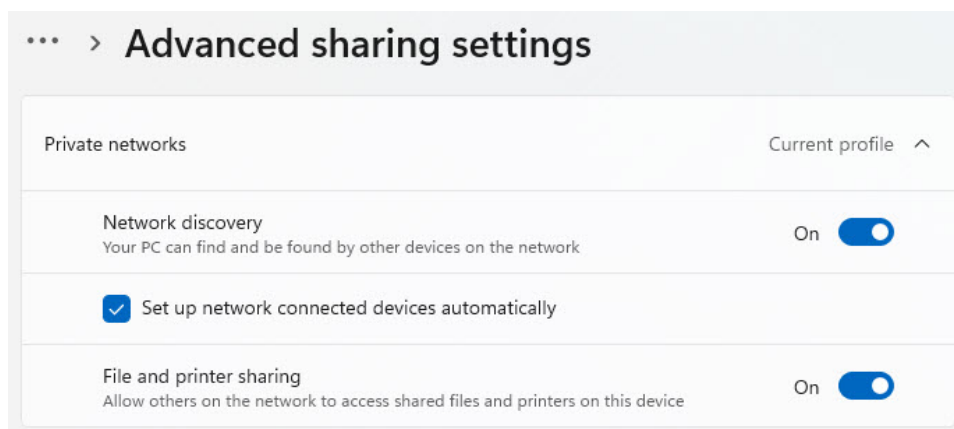 ... > Advanced sharing settings
Private networks Current profile
Network discovery
Your PC can find and be found by other devices on the network
On
Set up network connected devices automatically
File and printer sharing
Allow others on the network to access shared files and printers on this device
On